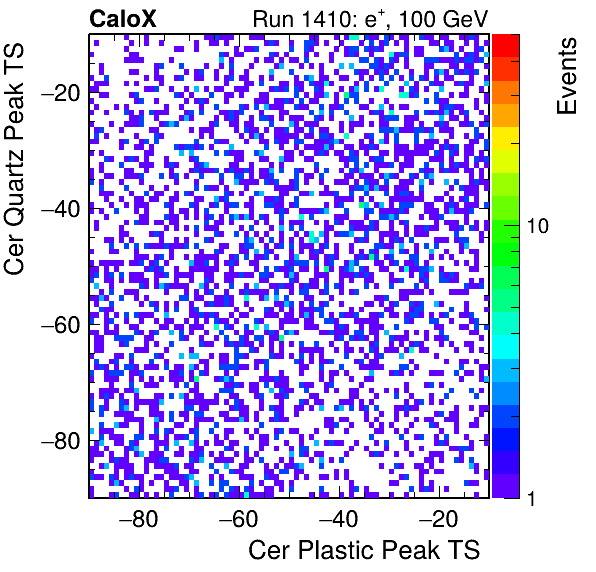 CaloX Run 1410: e⁺, 100 GeV
Cer Quartz Peak TS
−20
−40
−60
−80
−80 −60 −40 −20
Cer Plastic Peak TS
Events
10
1